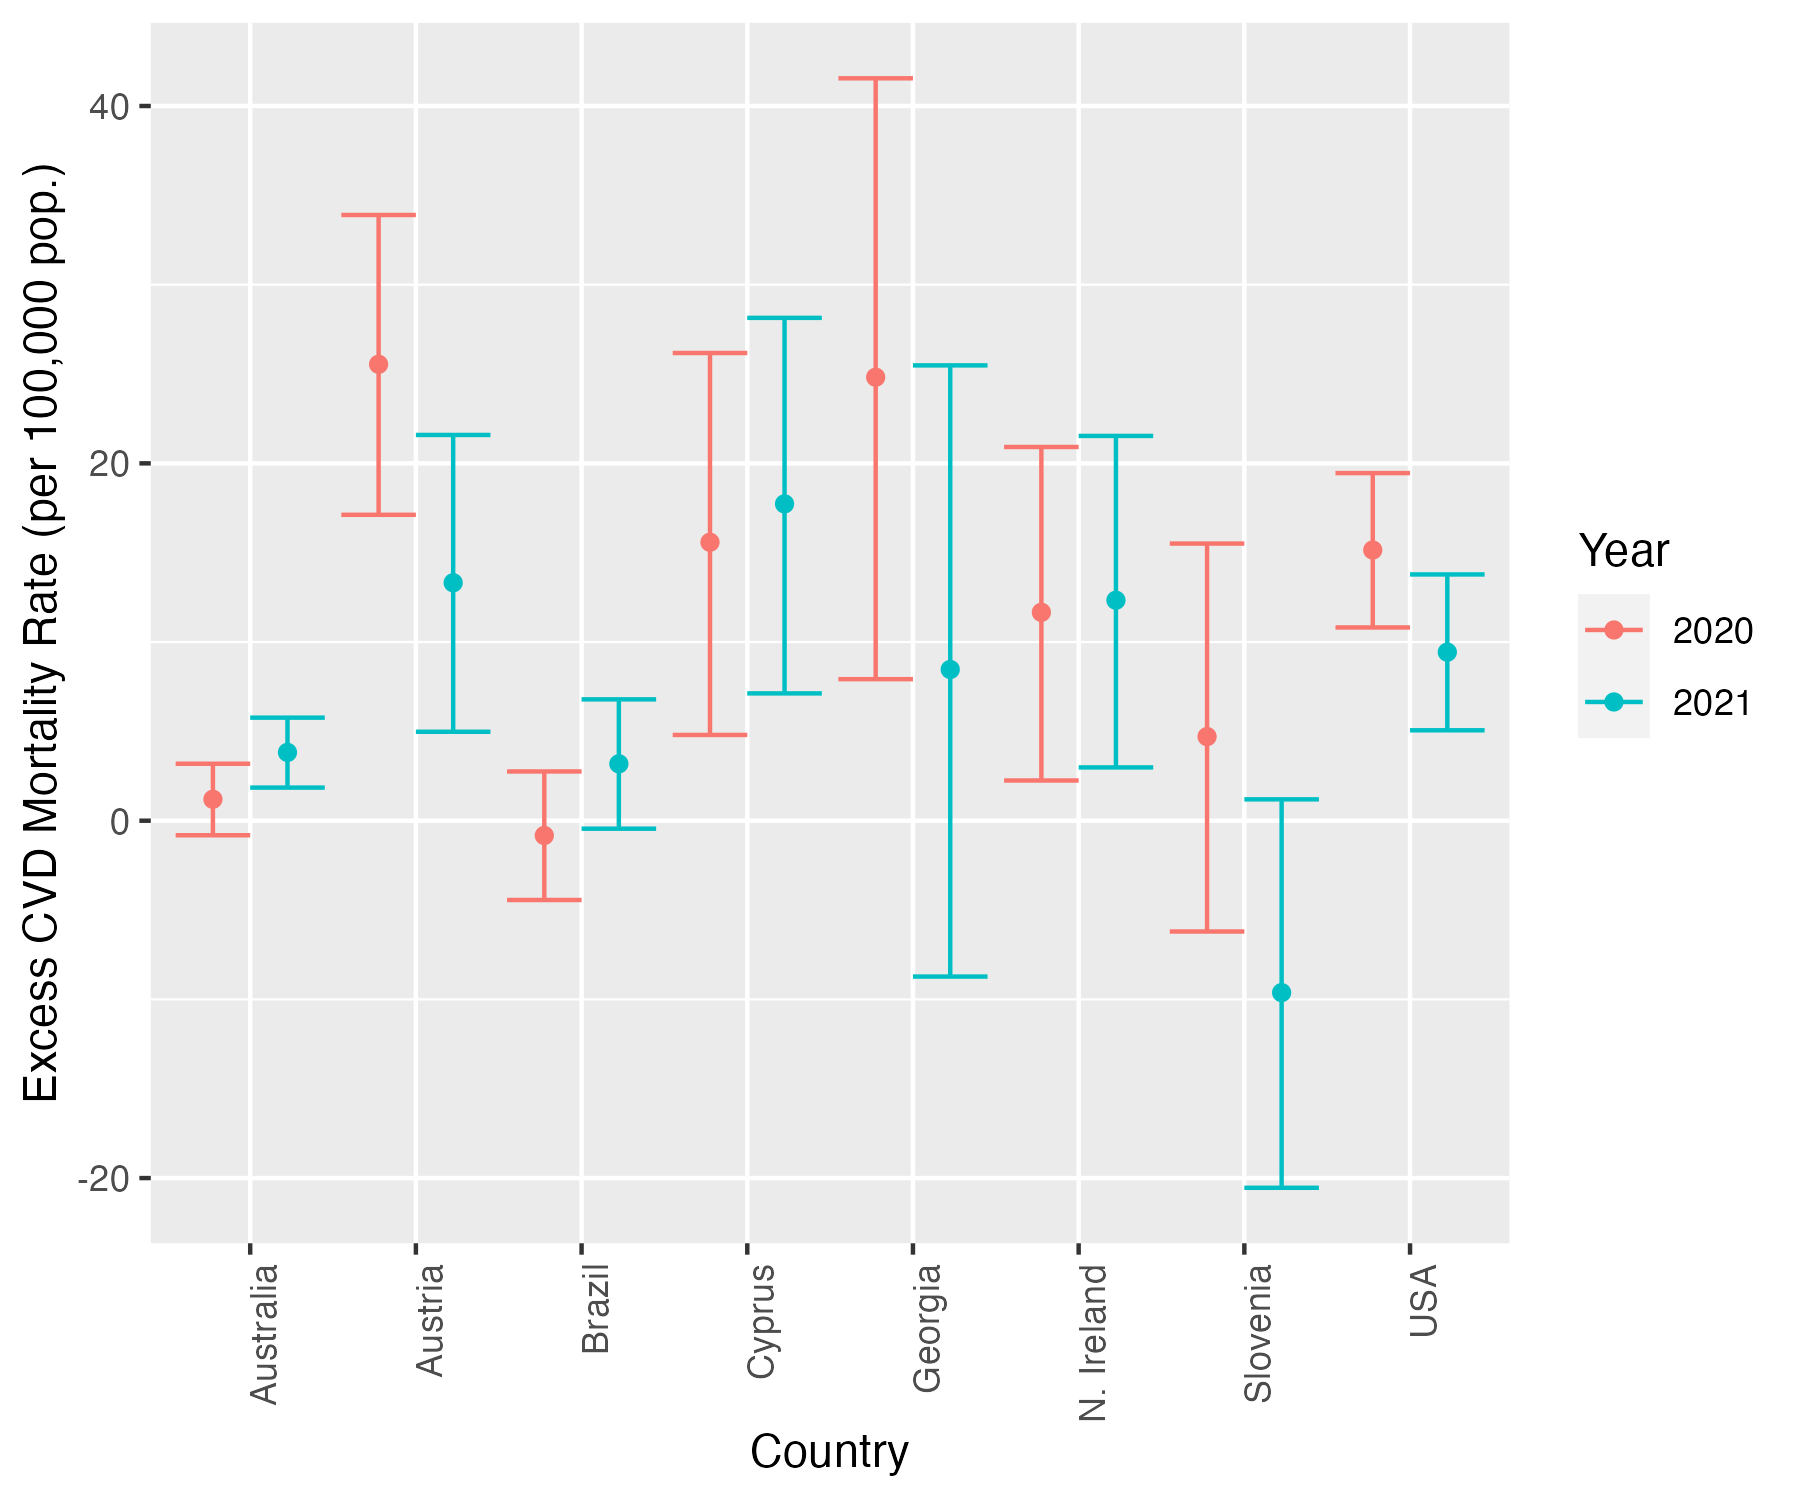 Excess CVD Mortality Rate (per 100,000 pop.)
40
20
0
-20
Australia
Austria
Brazil
Cyprus
Georgia
N. Ireland
Slovenia
USA
Country
Year
2020
2021